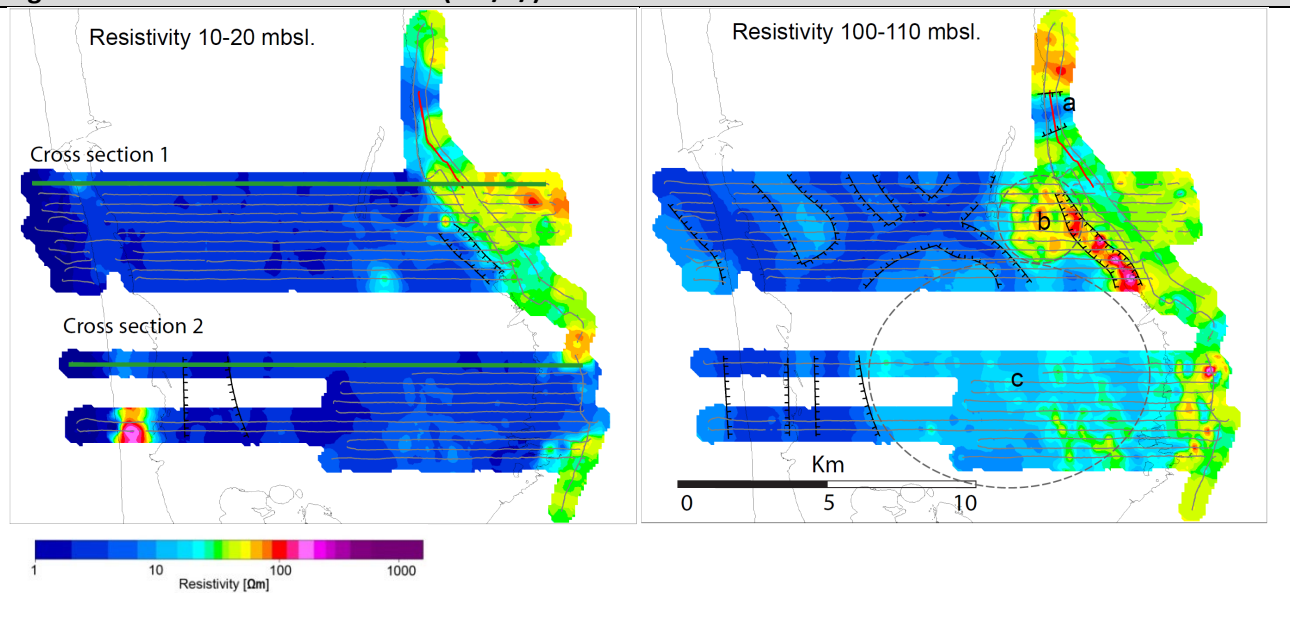 Resistivity 10-20 mbsl.
Resistivity 100-110 mbsl.
a
Cross section 1
b
Cross section 2
c
Km
0 5 10
1 10 100 1000
Resistivity [Ωm]